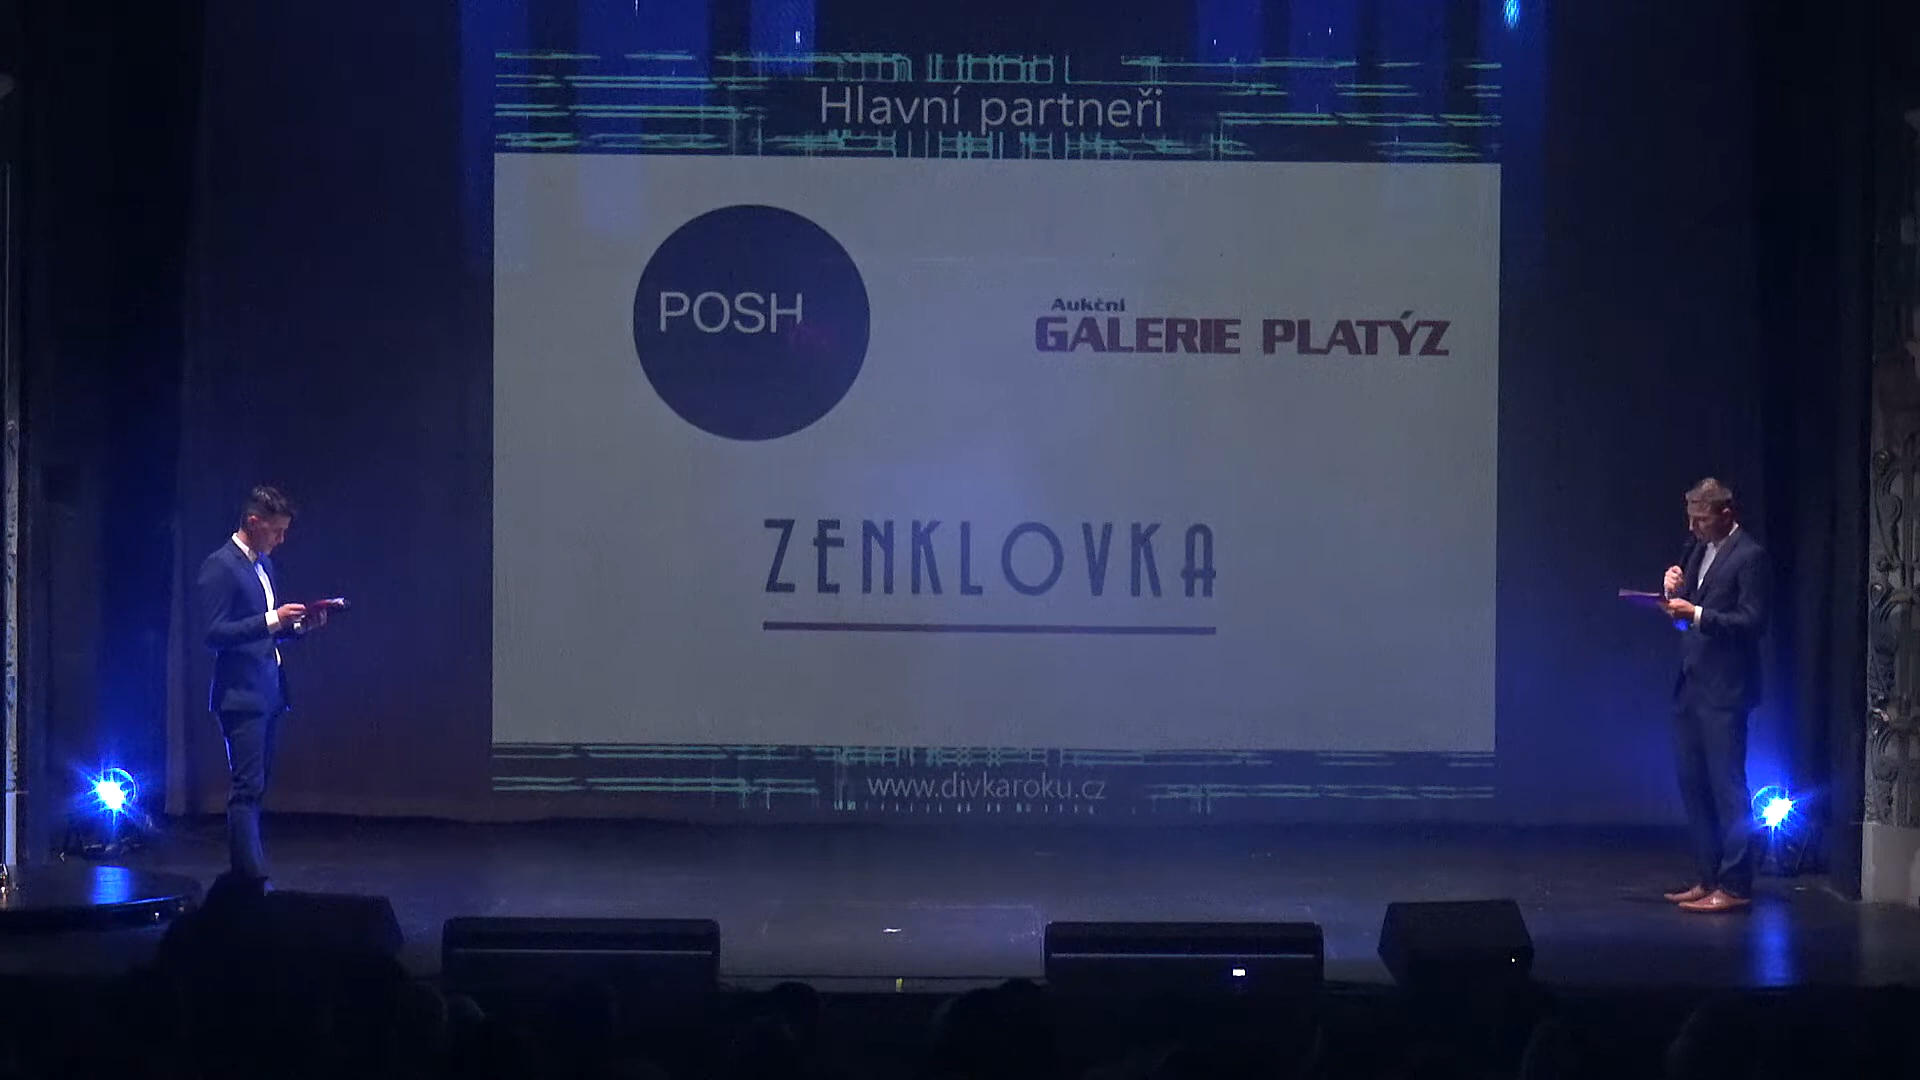 Hlavní partneři
POSH
Aukční
GALERIE PLATÝZ
ZENKLOVKA
www.divkaroku.cz